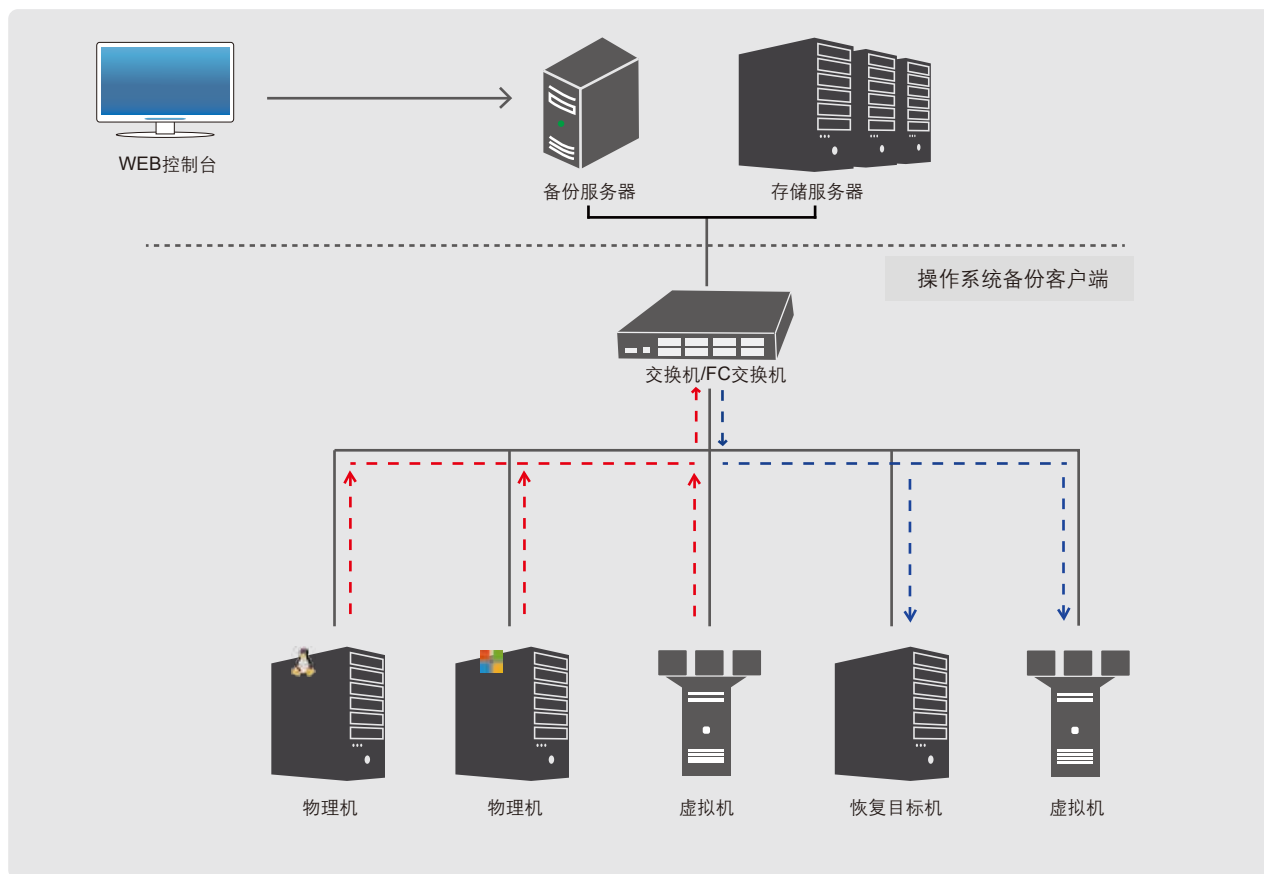 WEB控制台
备份服务器
存储服务器
操作系统备份客户端
交换机/FC交换机
物理机
物理机
虚拟机
恢复目标机
虚拟机